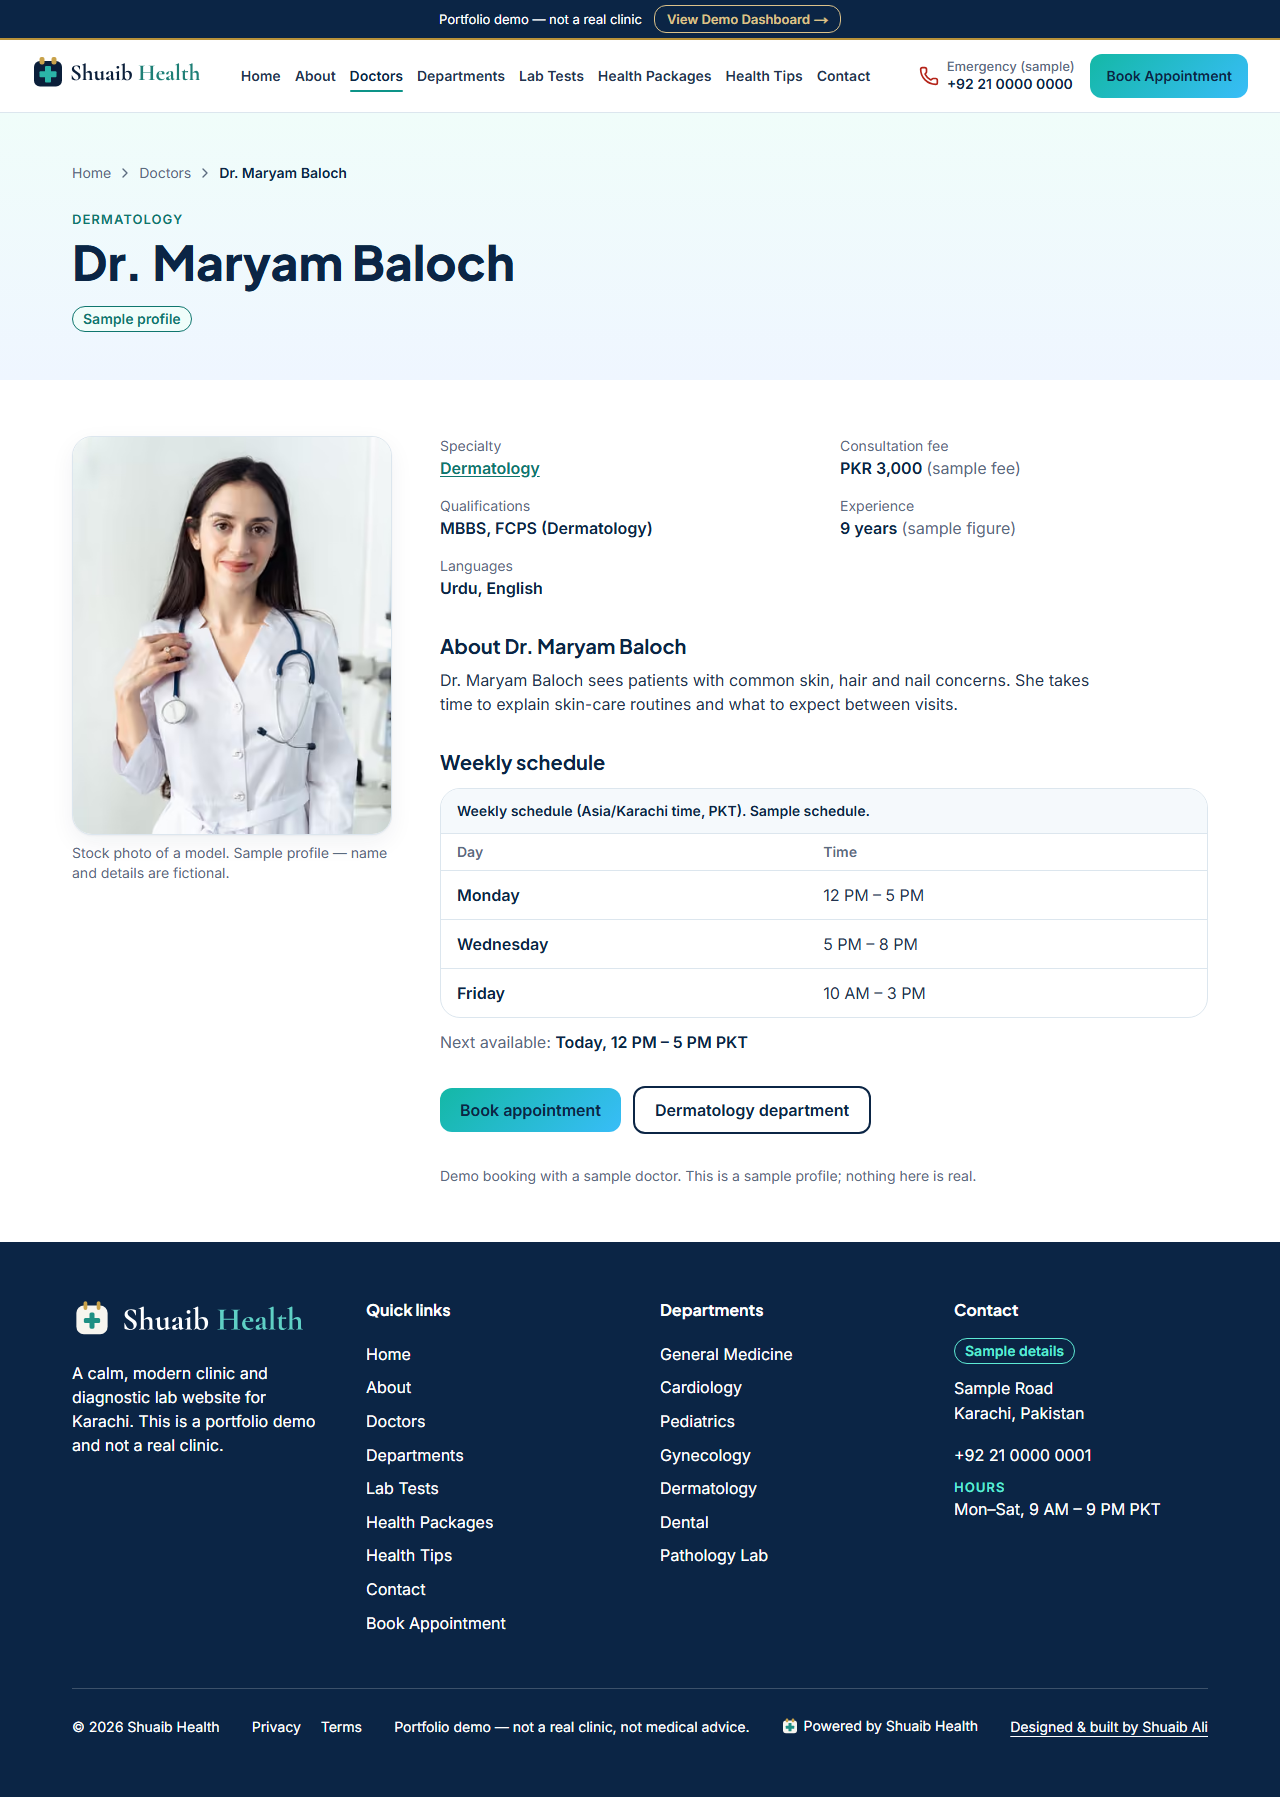 Portfolio demo — not a real clinic
View Demo Dashboard →
Shuaib Health
Home
About
Doctors
Departments
Lab Tests
Health Packages
Health Tips
Contact
Emergency (sample)
+92 21 0000 0000
Book Appointment
Home > Doctors > Dr. Maryam Baloch
DERMATOLOGY
Dr. Maryam Baloch
Sample profile
Stock photo of a model. Sample profile — name
and details are fictional.
Specialty
Dermatology
Consultation fee
PKR 3,000 (sample fee)
Qualifications
MBBS, FCPS (Dermatology)
Experience
9 years (sample figure)
Languages
Urdu, English
About Dr. Maryam Baloch
Dr. Maryam Baloch sees patients with common skin, hair and nail concerns. She takes
time to explain skin-care routines and what to expect between visits.
Weekly schedule
Weekly schedule (Asia/Karachi time, PKT). Sample schedule.
Day Time
Monday 12 PM – 5 PM
Wednesday 5 PM – 8 PM
Friday 10 AM – 3 PM
Next available: Today, 12 PM – 5 PM PKT
Book appointment
Dermatology department
Demo booking with a sample doctor. This is a sample profile; nothing here is real.
Shuaib Health
A calm, modern clinic and
diagnostic lab website for
Karachi. This is a portfolio demo
and not a real clinic.
Quick links
Home
About
Doctors
Departments
Lab Tests
Health Packages
Health Tips
Contact
Book Appointment
Departments
General Medicine
Cardiology
Pediatrics
Gynecology
Dermatology
Dental
Pathology Lab
Contact
Sample details
Sample Road
Karachi, Pakistan
+92 21 0000 0001
HOURS
Mon–Sat, 9 AM – 9 PM PKT
© 2026 Shuaib Health
Privacy
Terms
Portfolio demo — not a real clinic, not medical advice.
Powered by Shuaib Health
Designed & built by Shuaib Ali